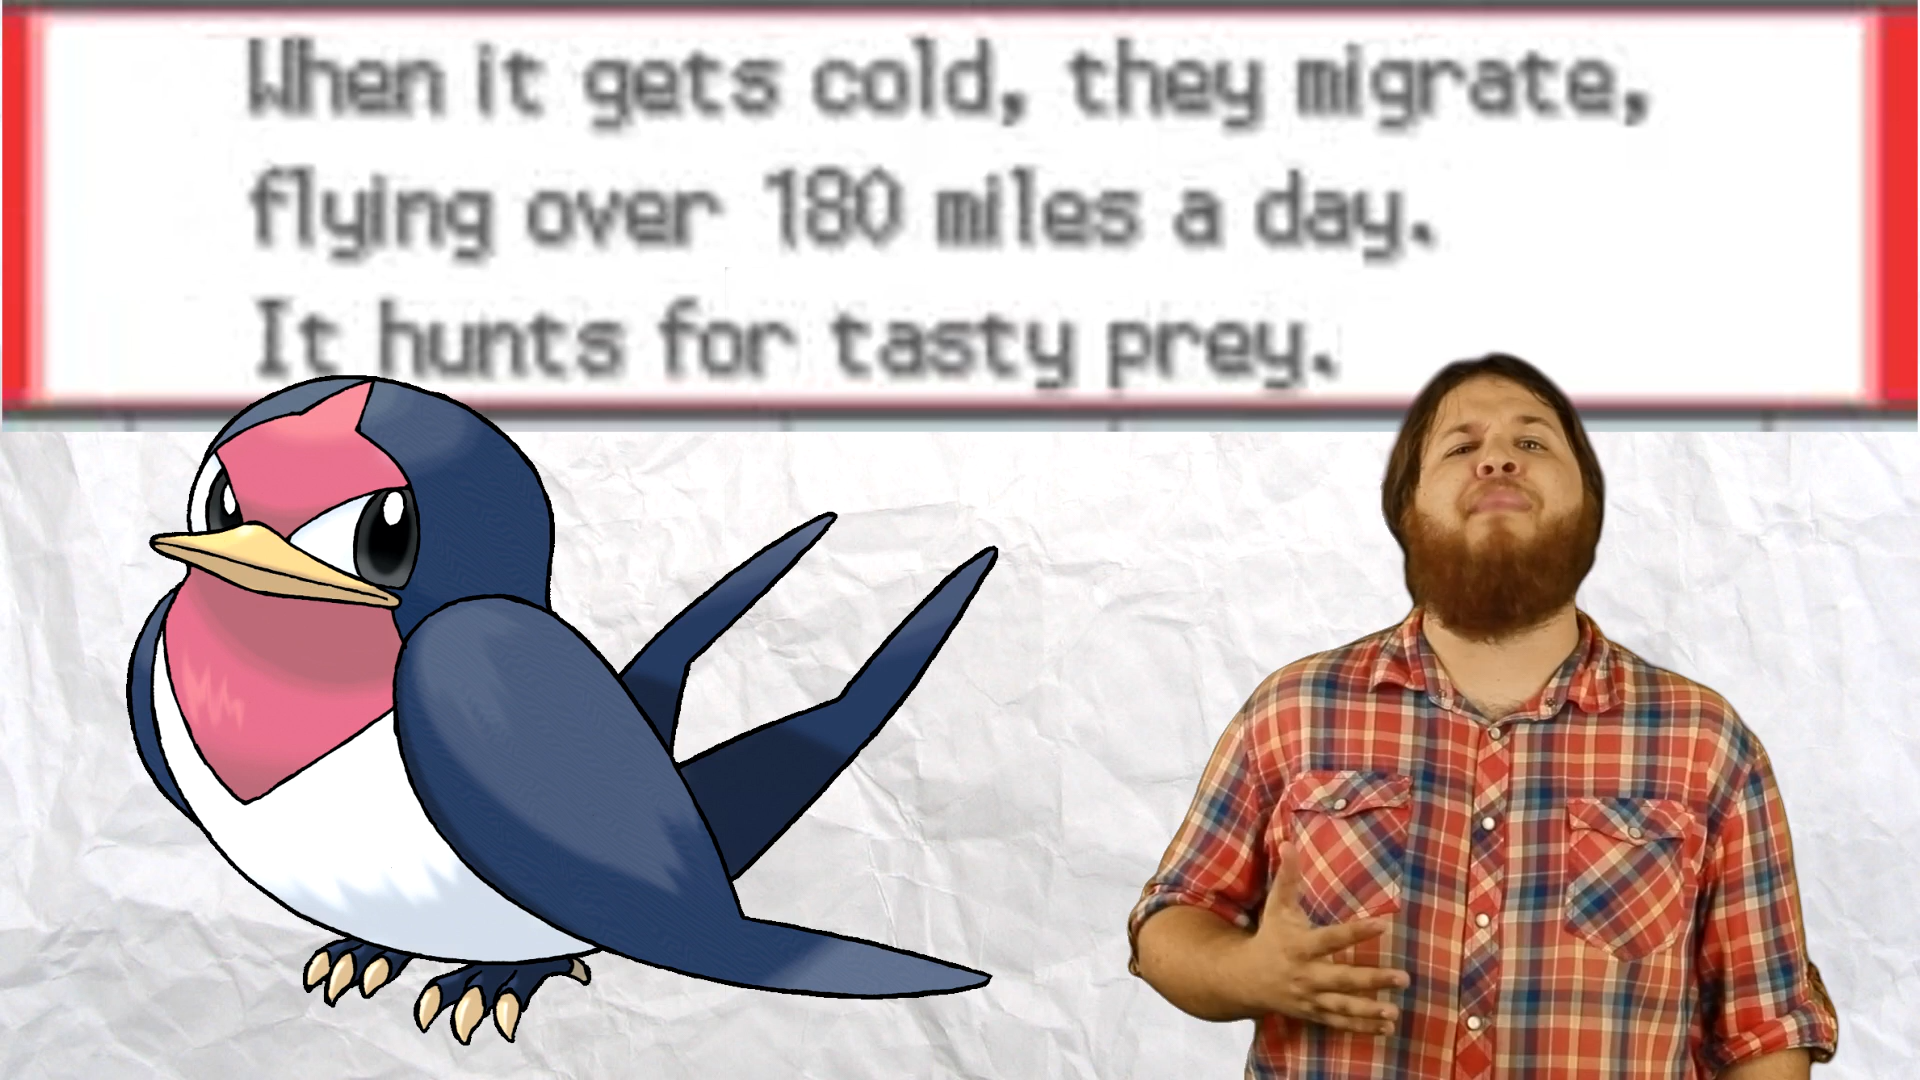 When it gets cold, they migrate,
flying over 180 miles a day.
It hunts for tasty prey.